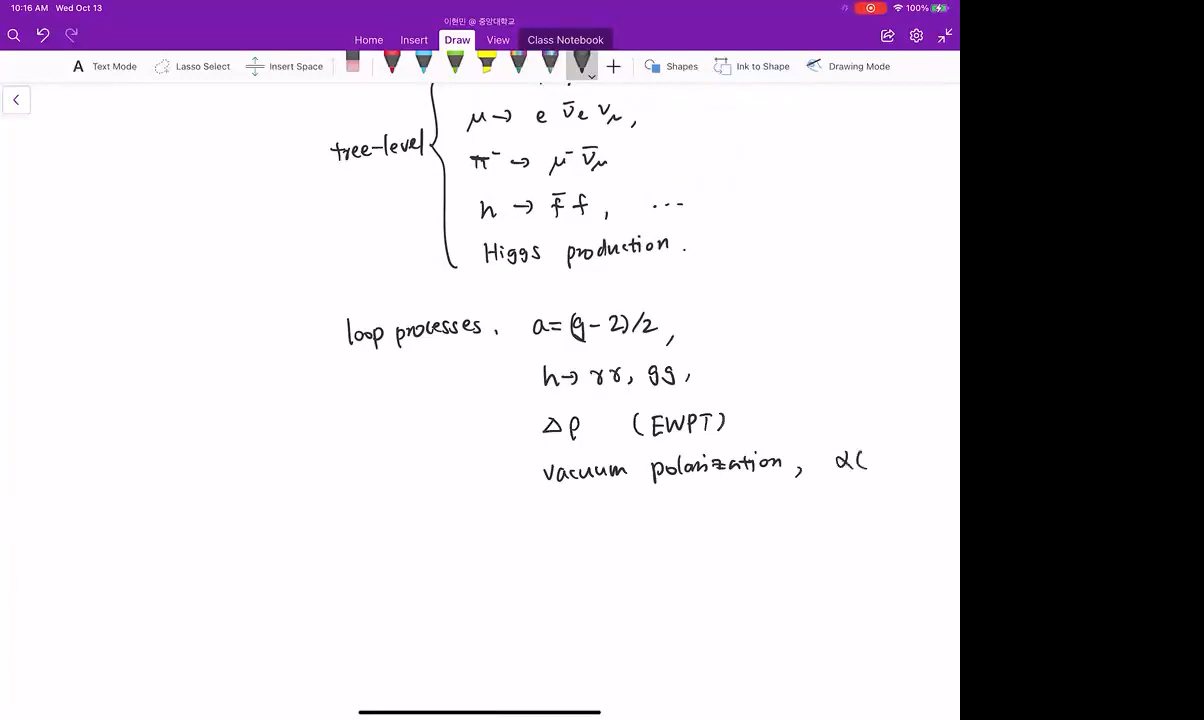 10:16 AM Wed Oct 13
100%
이현민 @ 중앙대학교
Home Insert Draw View Class Notebook
A Text Mode Lasso Select Insert Space Shapes Ink to Shape Drawing Mode
μ → e ν̄e νμ,
tree-level
π⁻ → μ⁻ ν̄μ
h → f̄ f, ...
Higgs production.
loop processes. a = (g - 2)/2,
h → γγ, gg,
Δρ (EWPT)
vacuum polarization, α(